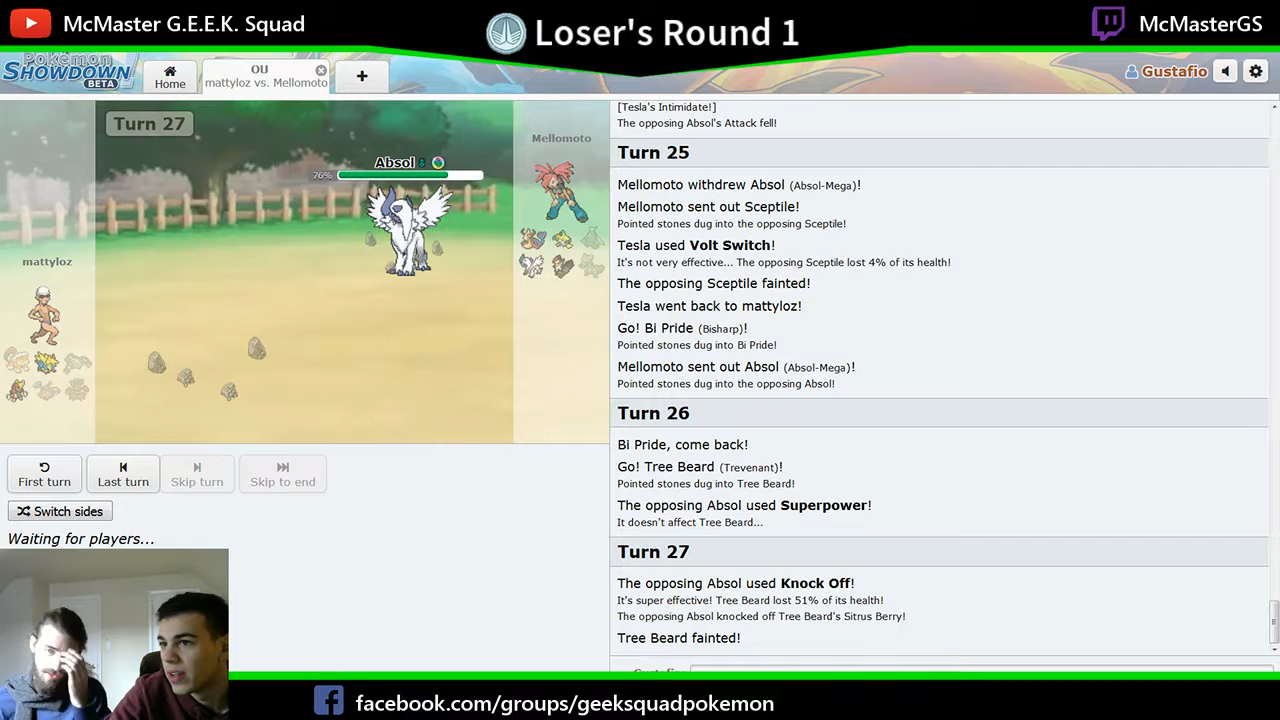 McMaster G.E.E.K. Squad
Loser's Round 1
McMasterGS
Pokémon
SHOWDOWN
BETA
Home
OU
mattyloz vs. Mellomoto
+
Gustafio
Turn 27
Absol
76%
Mellomoto
mattyloz
First turn
Last turn
Skip turn
Skip to end
Switch sides
Waiting for players...
[Tesla's Intimidate!]
The opposing Absol's Attack fell!
Turn 25
Mellomoto withdrew Absol (Absol-Mega)!
Mellomoto sent out Sceptile!
Pointed stones dug into the opposing Sceptile!
Tesla used Volt Switch!
It's not very effective... The opposing Sceptile lost 4% of its health!
The opposing Sceptile fainted!
Tesla went back to mattyloz!
Go! Bi Pride (Bisharp)!
Pointed stones dug into Bi Pride!
Mellomoto sent out Absol (Absol-Mega)!
Pointed stones dug into the opposing Absol!
Turn 26
Bi Pride, come back!
Go! Tree Beard (Trevenant)!
Pointed stones dug into Tree Beard!
The opposing Absol used Superpower!
It doesn't affect Tree Beard...
Turn 27
The opposing Absol used Knock Off!
It's super effective! Tree Beard lost 51% of its health!
The opposing Absol knocked off Tree Beard's Sitrus Berry!
Tree Beard fainted!
Gustafio
facebook.com/groups/geeksquadpokemon